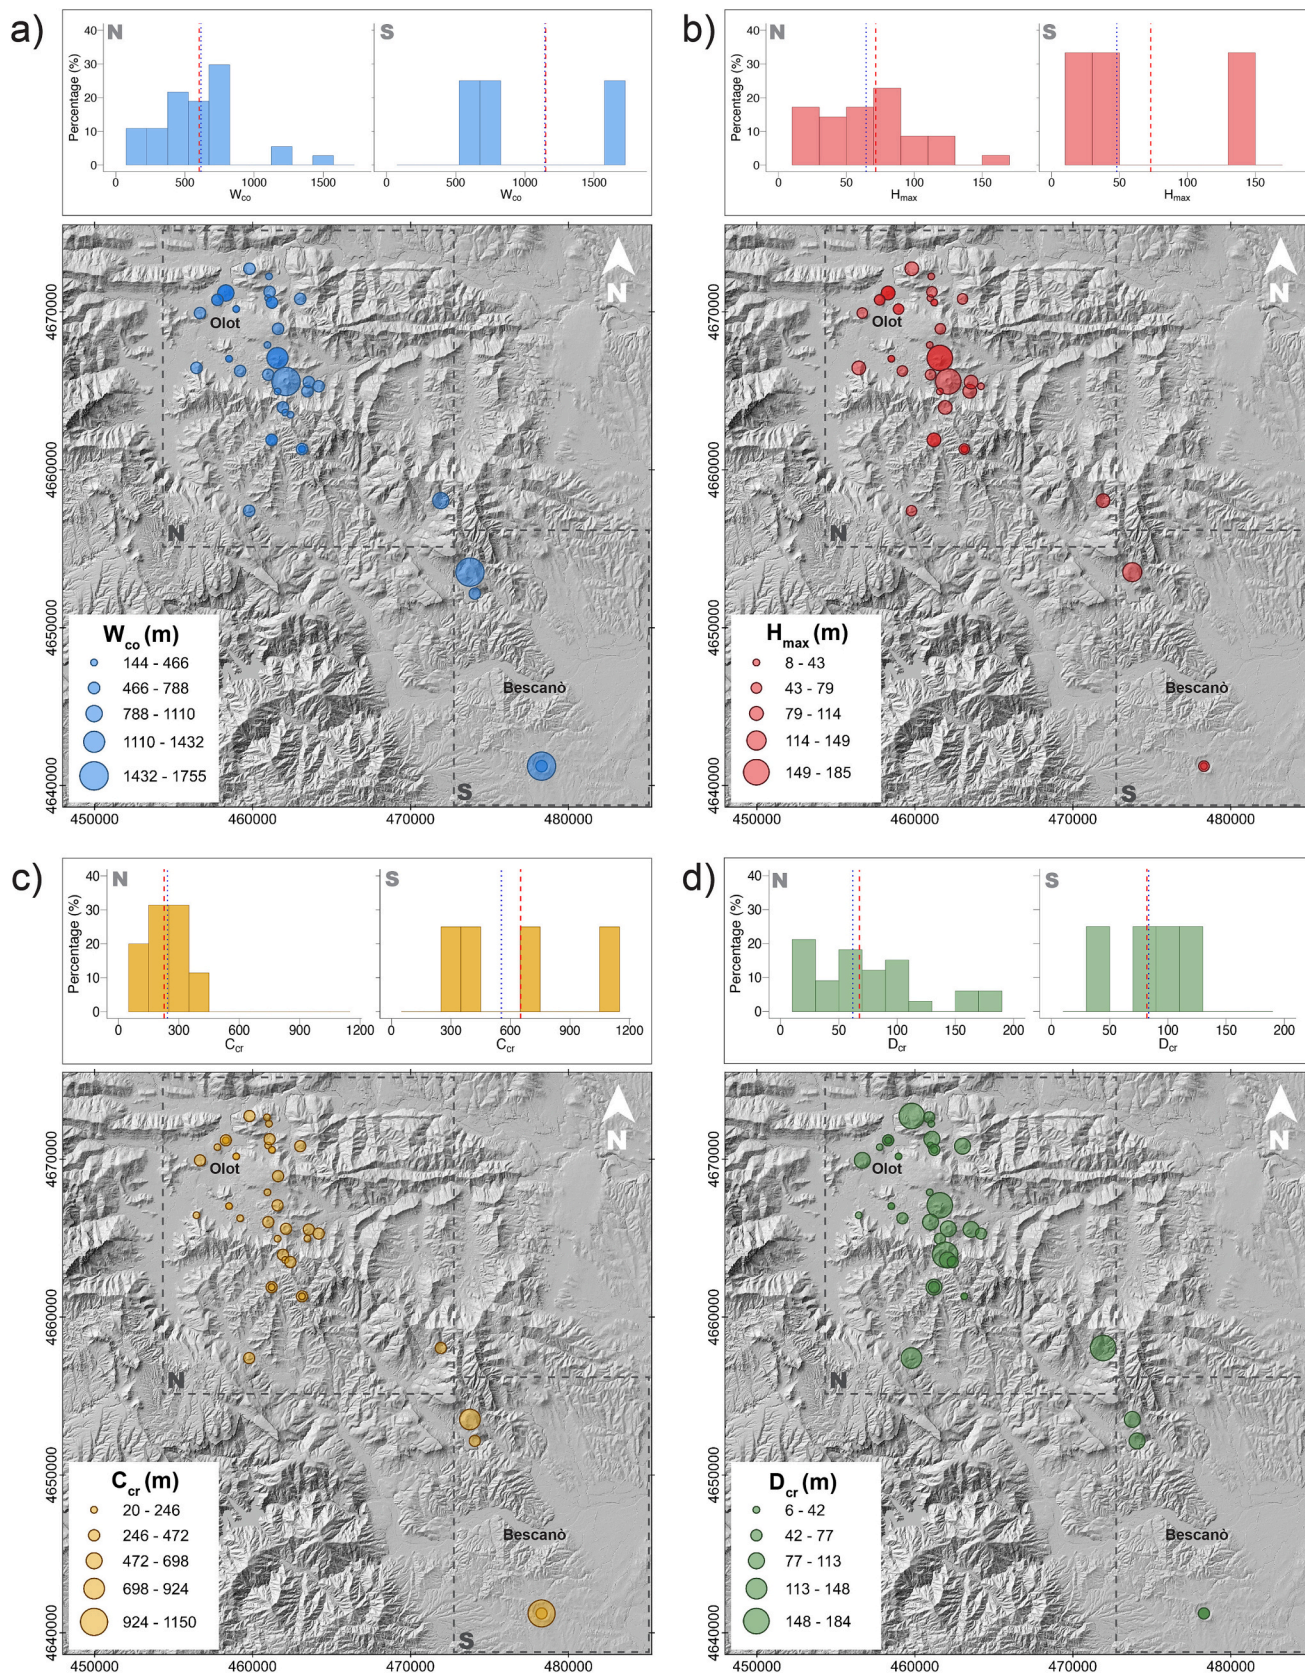 a)
N
S
Percentage (%)
40
30
20
10
0
0 500 1000 1500
0 500 1000 1500
Wco
Wco
N
Olot
N
Bescanò
S
4670000
4660000
4650000
4640000
Wco (m)
144 - 466
466 - 788
788 - 1110
1110 - 1432
1432 - 1755
450000 460000 470000 480000
b)
N
S
Percentage (%)
40
30
20
10
0
0 50 100 150
0 50 100 150
Hmax
Hmax
N
Olot
N
Bescanò
S
4670000
4660000
4650000
4640000
Hmax (m)
8 - 43
43 - 79
79 - 114
114 - 149
149 - 185
450000 460000 470000 480000
c)
N
S
Percentage (%)
40
30
20
10
0
0 300 600 900 1200
0 300 600 900 1200
Ccr
Ccr
N
Olot
N
Bescanò
S
4670000
4660000
4650000
4640000
Ccr (m)
20 - 246
246 - 472
472 - 698
698 - 924
924 - 1150
450000 460000 470000 480000
d)
N
S
Percentage (%)
40
30
20
10
0
0 50 100 150 200
0 50 100 150 200
Dcr
Dcr
N
Olot
N
Bescanò
S
4670000
4660000
4650000
4640000
Dcr (m)
6 - 42
42 - 77
77 - 113
113 - 148
148 - 184
450000 460000 470000 480000